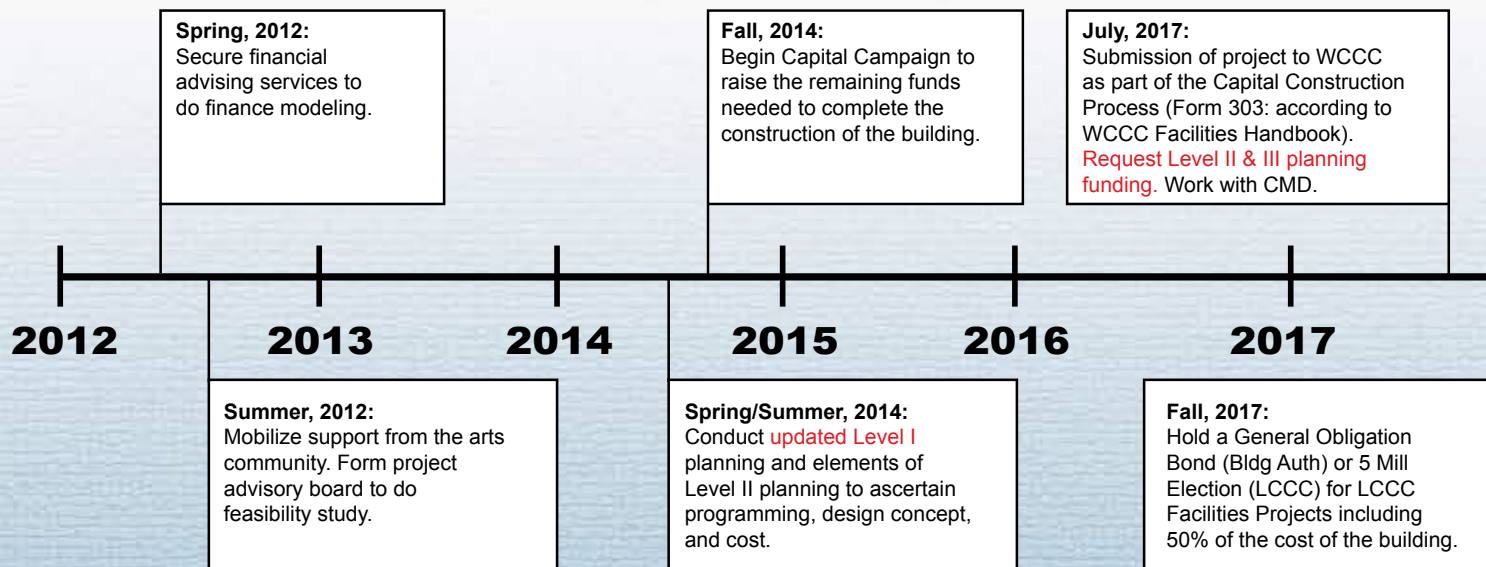 Spring, 2012:
Secure financial
advising services to
do finance modeling.
Fall, 2014:
Begin Capital Campaign to
raise the remaining funds
needed to complete the
construction of the building.
July, 2017:
Submission of project to WCCC
as part of the Capital Construction
Process (Form 303: according to
WCCC Facilities Handbook).
Request Level II & III planning
funding. Work with CMD.
2012
2013
2014
2015
2016
2017
Summer, 2012:
Mobilize support from the arts
community. Form project
advisory board to do
feasibility study.
Spring/Summer, 2014:
Conduct updated Level I
planning and elements of
Level II planning to ascertain
programming, design concept,
and cost.
Fall, 2017:
Hold a General Obligation
Bond (Bldg Auth) or 5 Mill
Election (LCCC) for LCCC
Facilities Projects including
50% of the cost of the building.